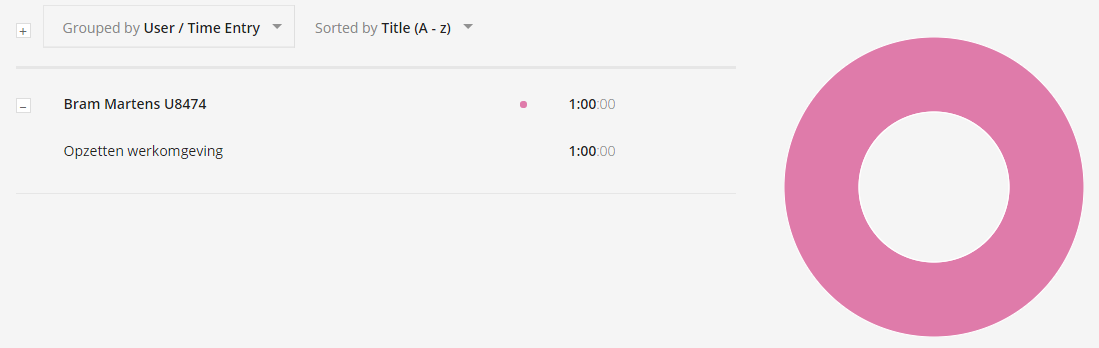 Grouped by User / Time Entry Sorted by Title (A - z)
Bram Martens U8474 1:00:00
Opzetten werkomgeving 1:00:00